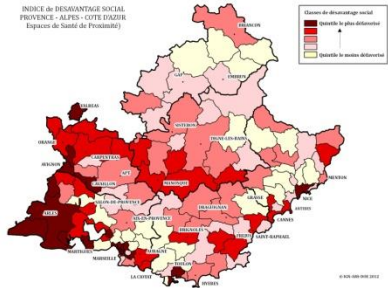 INDICE de DESAVANTAGE SOCIAL
PROVENCE - ALPES - COTE D'AZUR
Espaces de Santé de Proximité)
Classes de désavantage social
Quintile le plus défavorisé
Quintile le moins défavorisé
BRIANCON
GAP
EMBRUN
VALREAS
SISTERON
ORANGE
DIGNE-LES-BAINS
CARPENTRAS
AVIGNON
APT
MANOSQUE
CAVAILLON
MENTON
NICE
GRASSE
ANTIBES
CANNES
SALON-DE-PROVENCE
ARLES
DRAGUIGNAN
AIX-EN-PROVENCE
BRIGNOLES
FREJUS
SAINT-RAPHAEL
MARTIGUES
MARSEILLE
AUBAGNE
TOULON
LA CIOTAT
HYERES